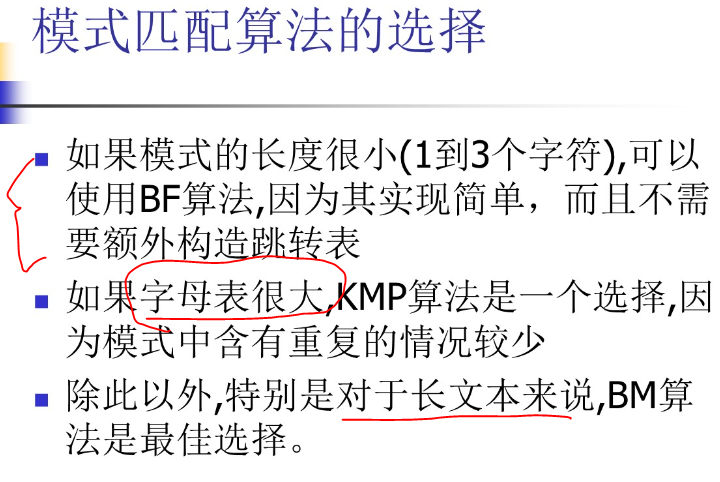 模式匹配算法的选择
如果模式的长度很小(1到3个字符),可以
使用BF算法,因为其实现简单，而且不需
要额外构造跳转表
如果字母表很大,KMP算法是一个选择,因
为模式中含有重复的情况较少
除此以外,特别是对于长文本来说,BM算
法是最佳选择。